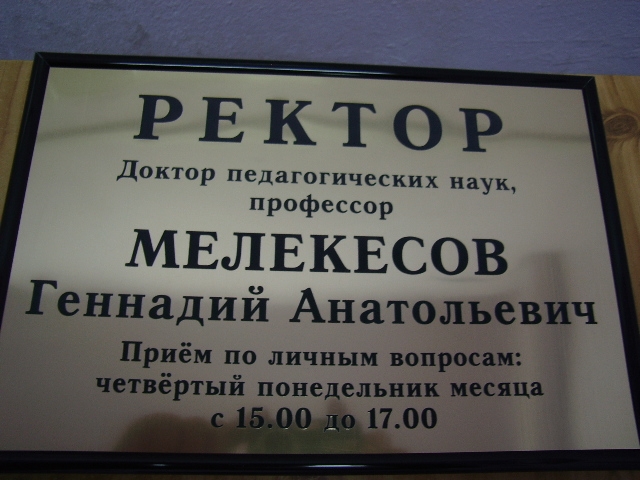 РЕКТОР
Доктор педагогических наук,
профессор
МЕЛЕКЕСОВ
Геннадий Анатольевич
Приём по личным вопросам:
четвёртый понедельник месяца
с 15.00 до 17.00